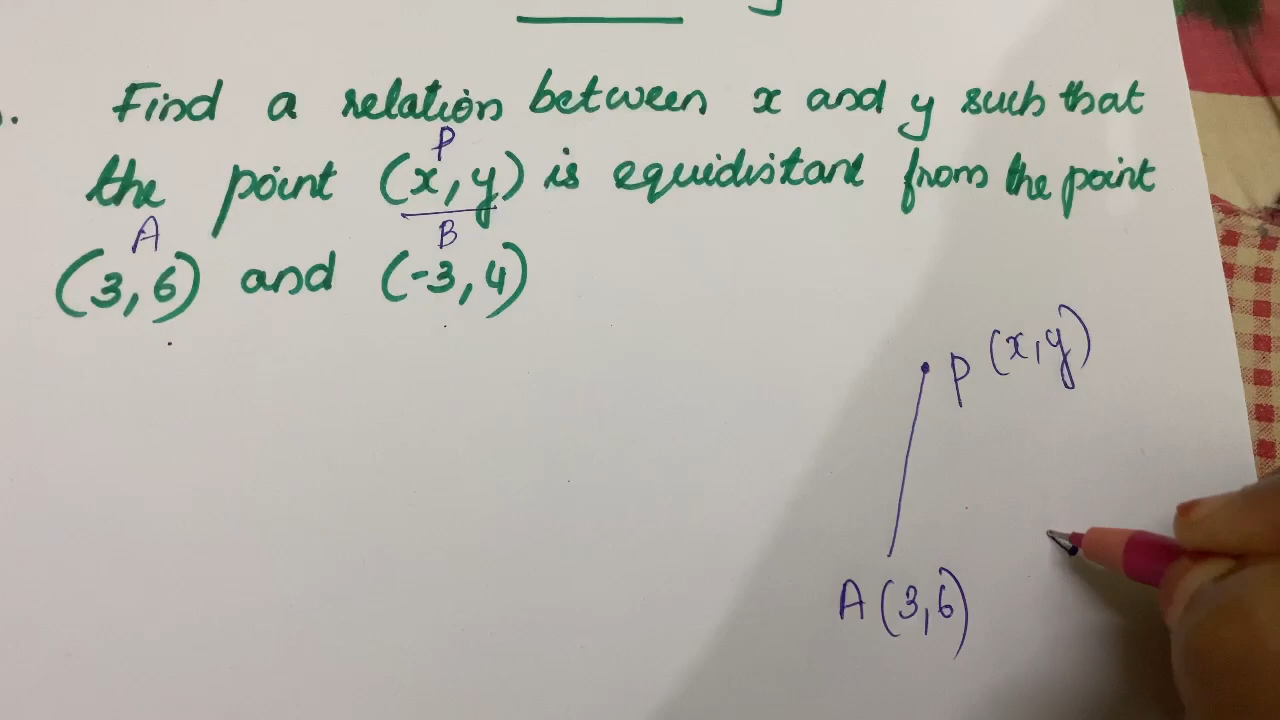 Find a relation between x and y such that
P
the point (x, y) is equidistant from the point
A B
(3, 6) and (-3, 4)
P (x, y)
A (3, 6)